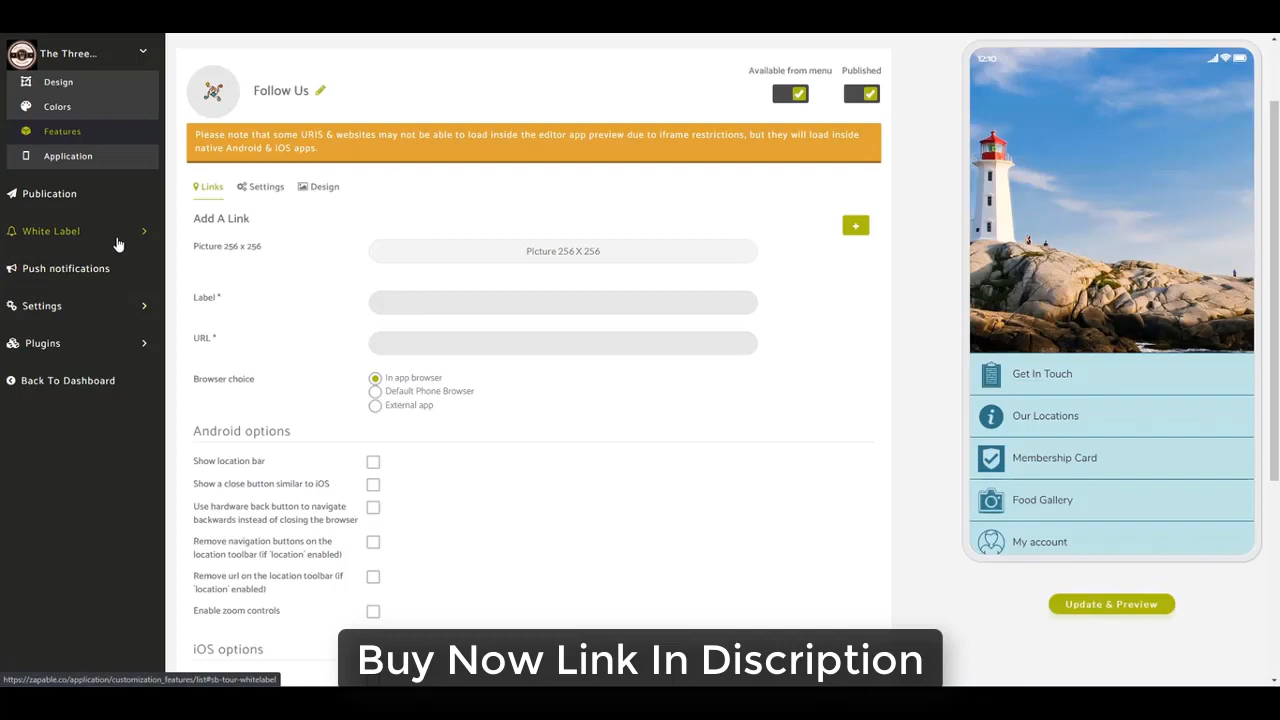 The Three...
Design
Colors
Features
Application
Publication
White Label
Push notifications
Settings
Plugins
Back To Dashboard
Follow Us
Available from menu
Published
Please note that some URIS & websites may not be able to load inside the editor app preview due to iframe restrictions, but they will load inside
native Android & iOS apps.
Links
Settings
Design
Add A Link
+
Picture 256 x 256
Picture 256 X 256
Label *
URL *
Browser choice
In app browser
Default Phone Browser
External app
Android options
Show location bar
Show a close button similar to iOS
Use hardware back button to navigate
backwards instead of closing the browser
Remove navigation buttons on the
location toolbar (if 'location' enabled)
Remove url on the location toolbar (if
'location' enabled)
Enable zoom controls
iOS options
12:10
Get In Touch
Our Locations
Membership Card
Food Gallery
My account
Update & Preview
Buy Now Link In Discription
https://zapable.co/application/customization_features/list#sb-tour-whitelabel